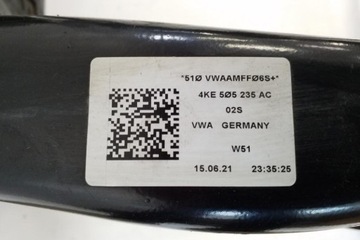 *51Ø VWAAMFFØ6S+*
4KE 5Ø5 235 AC
02S
VWA GERMANY
W51
15.06.21 23:35:25